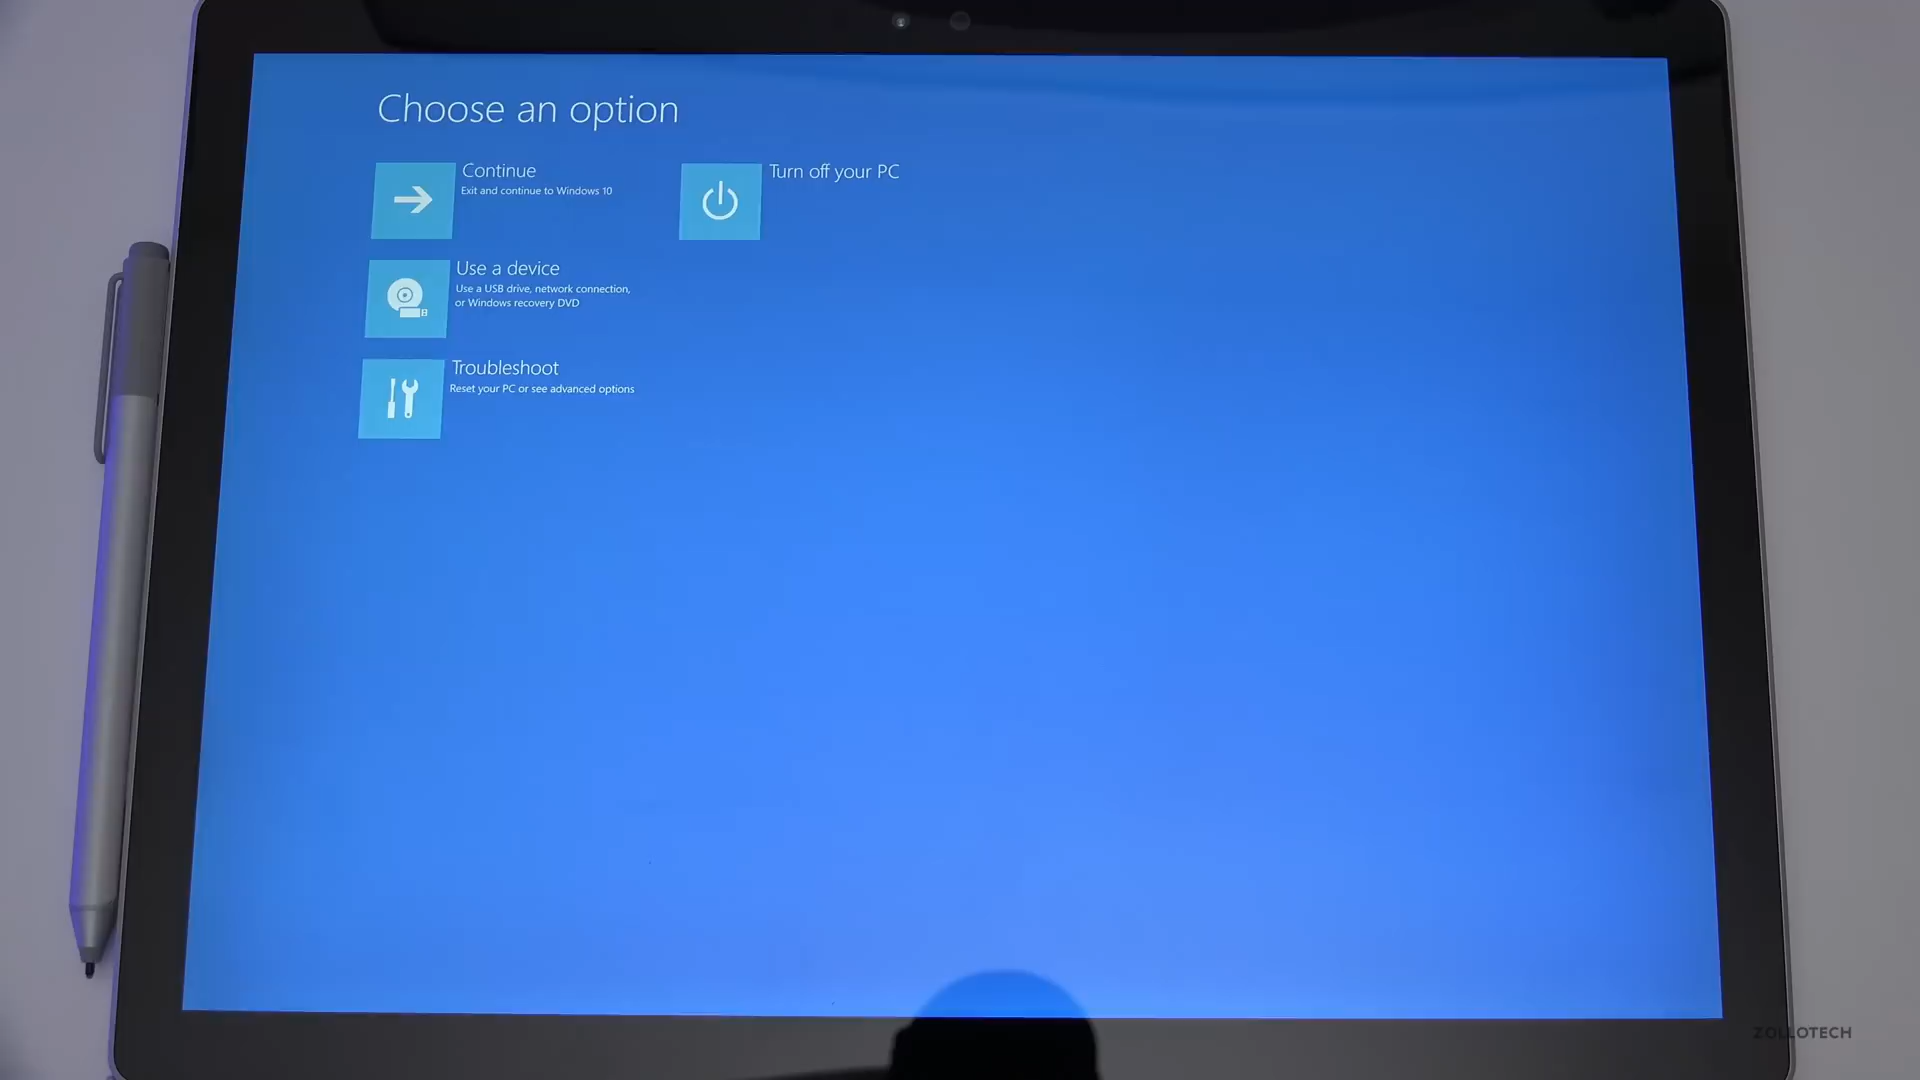 Choose an option
Continue
Exit and continue to Windows 10
Turn off your PC
Use a device
Use a USB drive, network connection,
or Windows recovery DVD
Troubleshoot
Reset your PC or see advanced options
ZOLLOTECH